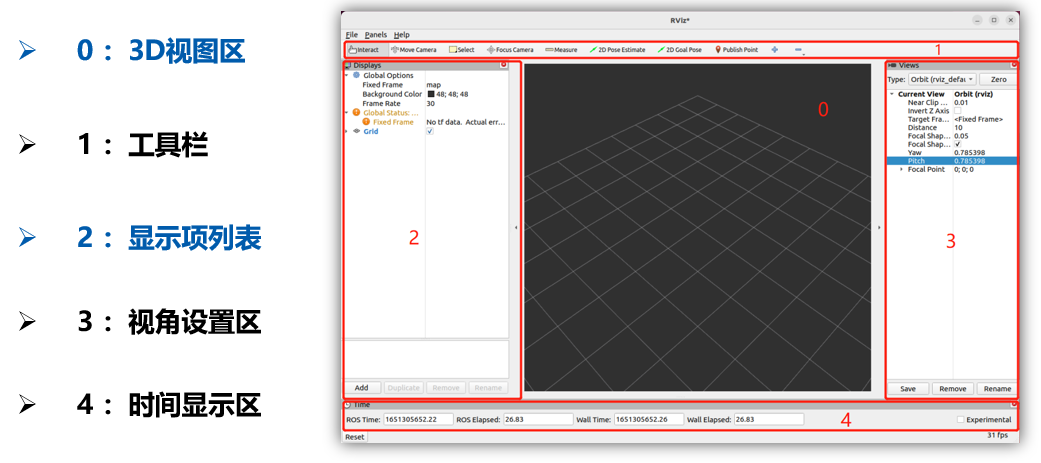 0： 3D视图区
1： 工具栏
2： 显示项列表
3： 视角设置区
4： 时间显示区
RViz*
File Panels Help
Interact Move Camera Select Focus Camera Measure 2D Pose Estimate 2D Goal Pose Publish Point 1
Displays
Global Options
Fixed Frame map
Background Color 48; 48; 48
Frame Rate 30
Global Status: ...
Fixed Frame No tf data. Actual err...
Grid
2
Add Duplicate Remove Rename
0
Views
Type: Orbit (rviz_defau Zero
Current View Orbit (rviz)
Near Clip ... 0.01
Invert Z Axis
Target Fra... <Fixed Frame>
Distance 10
Focal Shap... 0.05
Focal Shap...
Yaw 0.785398
Pitch 0.785398
Focal Point 0; 0; 0
3
Save Remove Rename
Time
ROS Time: 1651305652.22 ROS Elapsed: 26.83 Wall Time: 1651305652.26 Wall Elapsed: 26.83 4 Experimental
Reset 31 fps